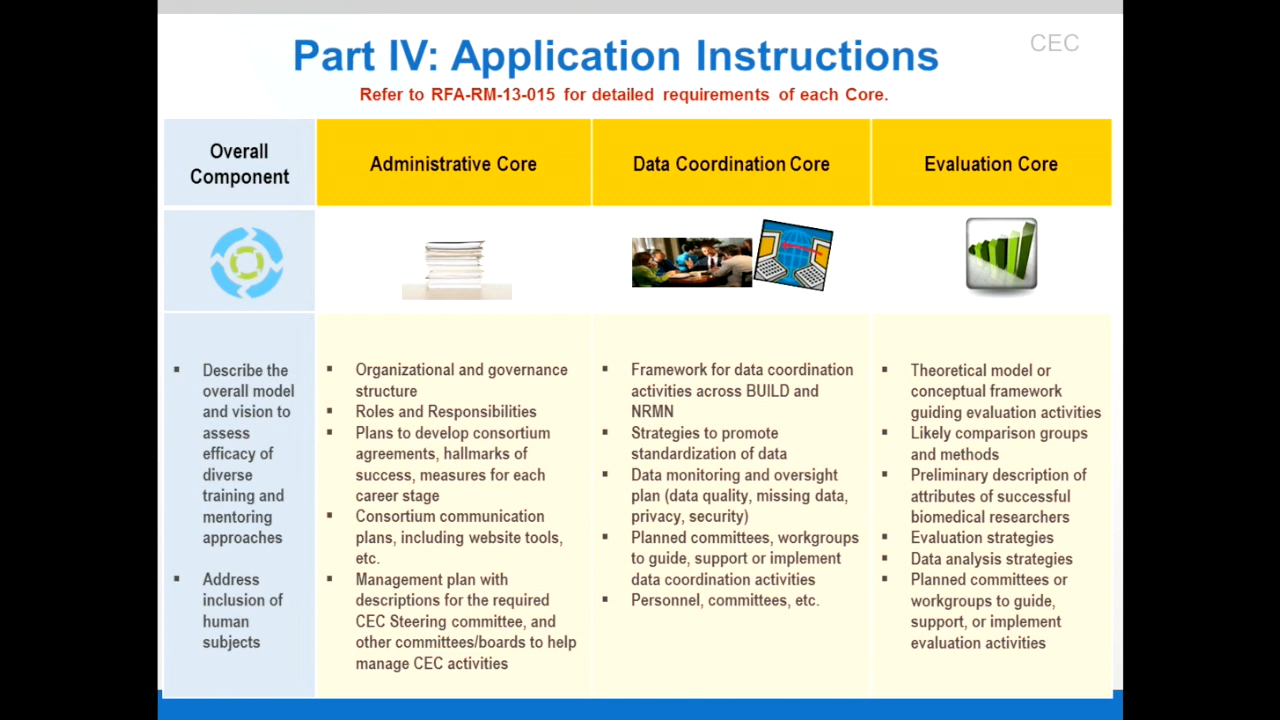 CEC
Part IV: Application Instructions
Refer to RFA-RM-13-015 for detailed requirements of each Core.
Overall
Component
Administrative Core
Data Coordination Core
Evaluation Core
▪ Describe the
overall model
and vision to
assess
efficacy of
diverse
training and
mentoring
approaches
▪ Address
inclusion of
human
subjects
▪ Organizational and governance
structure
▪ Roles and Responsibilities
▪ Plans to develop consortium
agreements, hallmarks of
success, measures for each
career stage
▪ Consortium communication
plans, including website tools,
etc.
▪ Management plan with
descriptions for the required
CEC Steering committee, and
other committees/boards to help
manage CEC activities
▪ Framework for data coordination
activities across BUILD and
NRMN
▪ Strategies to promote
standardization of data
▪ Data monitoring and oversight
plan (data quality, missing data,
privacy, security)
▪ Planned committees, workgroups
to guide, support or implement
data coordination activities
▪ Personnel, committees, etc.
▪ Theoretical model or
conceptual framework
guiding evaluation activities
▪ Likely comparison groups
and methods
▪ Preliminary description of
attributes of successful
biomedical researchers
▪ Evaluation strategies
▪ Data analysis strategies
▪ Planned committees or
workgroups to guide,
support, or implement
evaluation activities